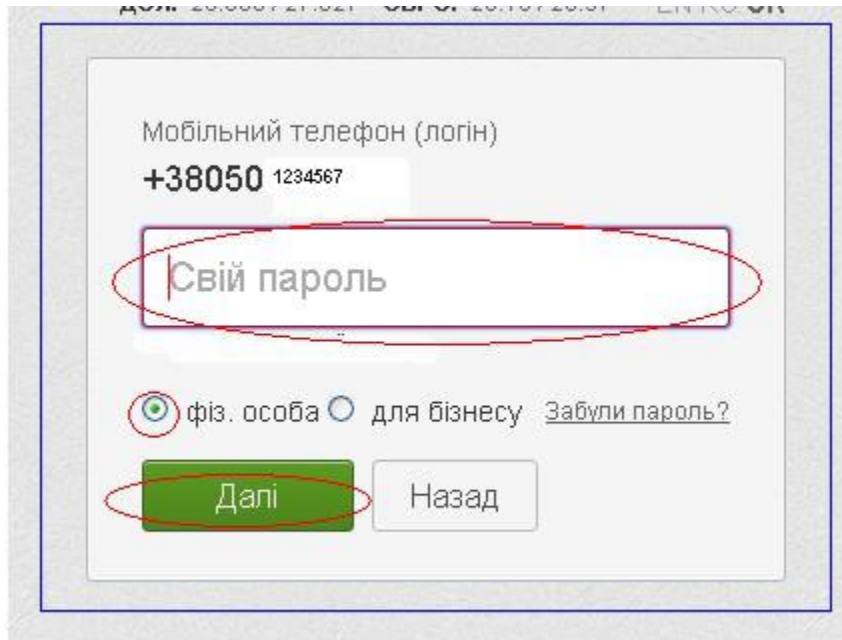 Мобільний телефон (логін)
+38050 1234567
Свій пароль
фіз. особа для бізнесу Забули пароль?
Далі Назад